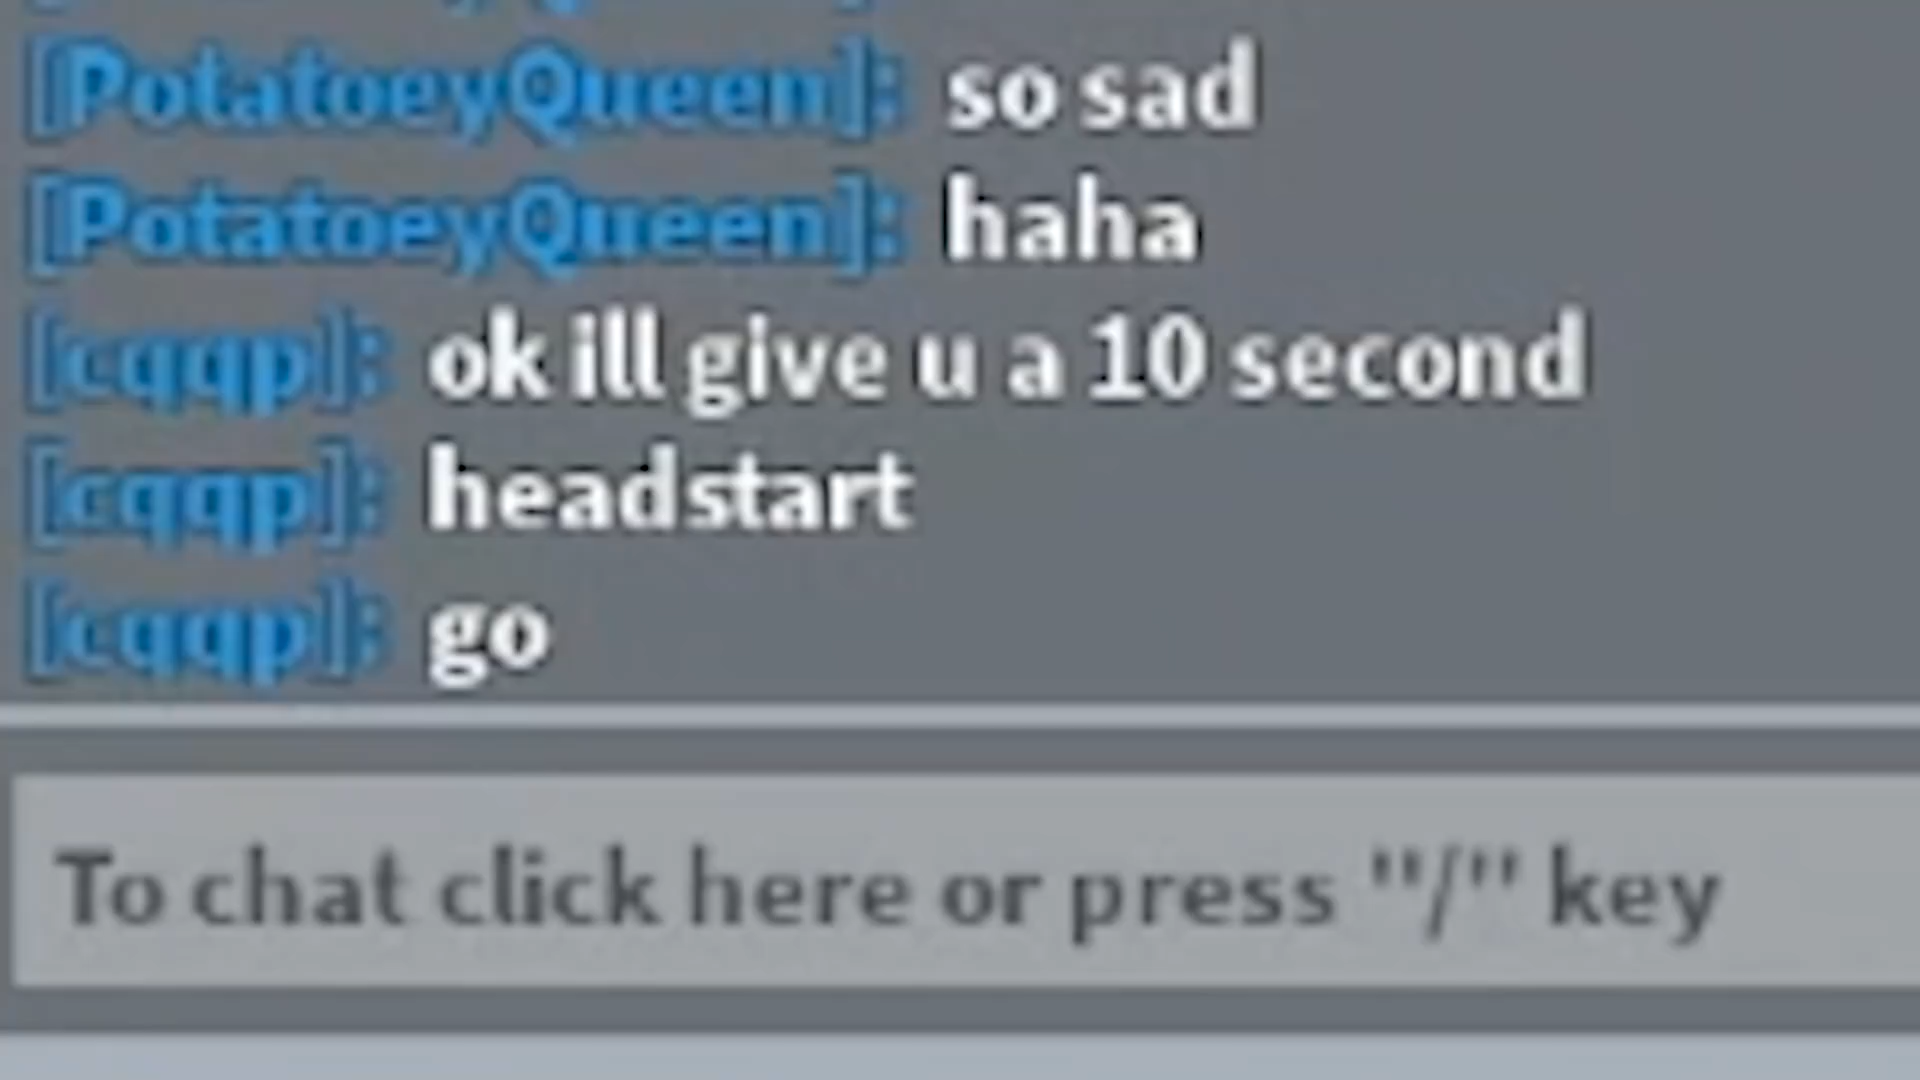 [PotatoeyQueen]: so sad
[PotatoeyQueen]: haha
[cqqp]: ok ill give u a 10 second
[cqqp]: headstart
[cqqp]: go
To chat click here or press "/" key